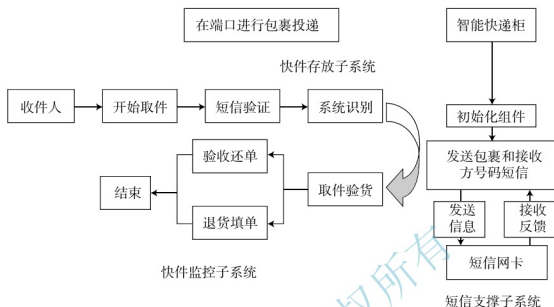 在端口进行包裹投递
智能快递柜
快件存放子系统
收件人
开始取件
短信验证
系统识别
初始化组件
验收还单
发送包裹和接收
方号码短信
结束
取件验货
退货填单
发送
信息
接收
反馈
短信网卡
快件监控子系统
短信支撑子系统
权所有